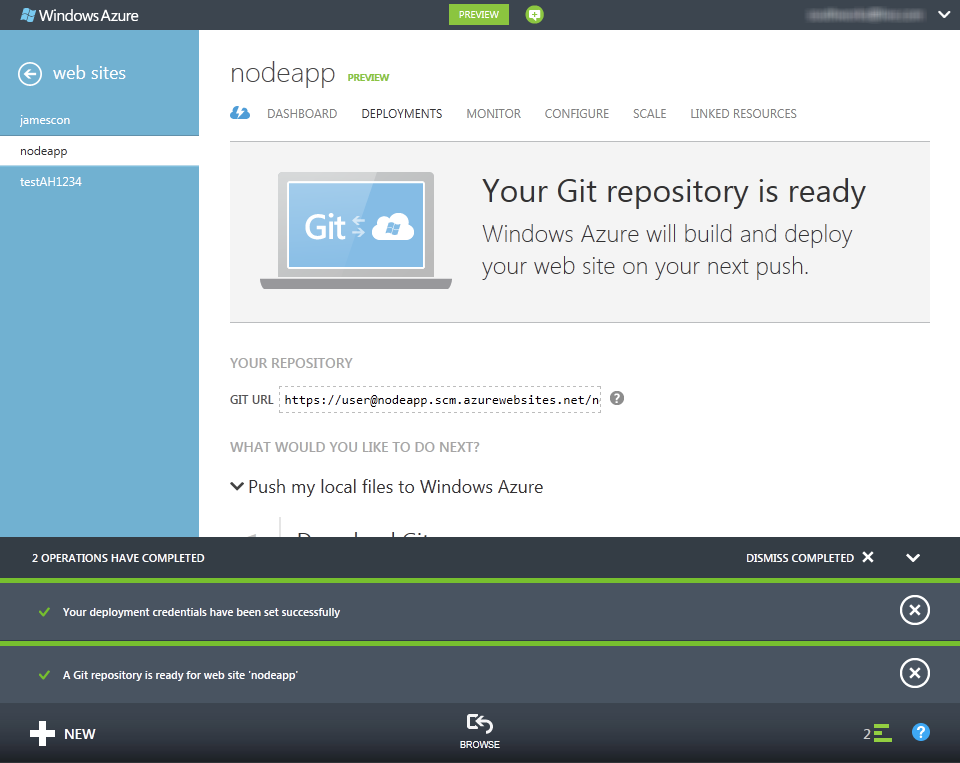 Windows Azure
PREVIEW
web sites
jamescon
nodeapp
testAH1234
nodeapp PREVIEW
DASHBOARD DEPLOYMENTS MONITOR CONFIGURE SCALE LINKED RESOURCES
Git
Your Git repository is ready
Windows Azure will build and deploy
your web site on your next push.
YOUR REPOSITORY
GIT URL https://user@nodeapp.scm.azurewebsites.net/n ?
WHAT WOULD YOU LIKE TO DO NEXT?
Push my local files to Windows Azure
2 OPERATIONS HAVE COMPLETED
DISMISS COMPLETED
Your deployment credentials have been set successfully
A Git repository is ready for web site 'nodeapp'
NEW
BROWSE
2
?